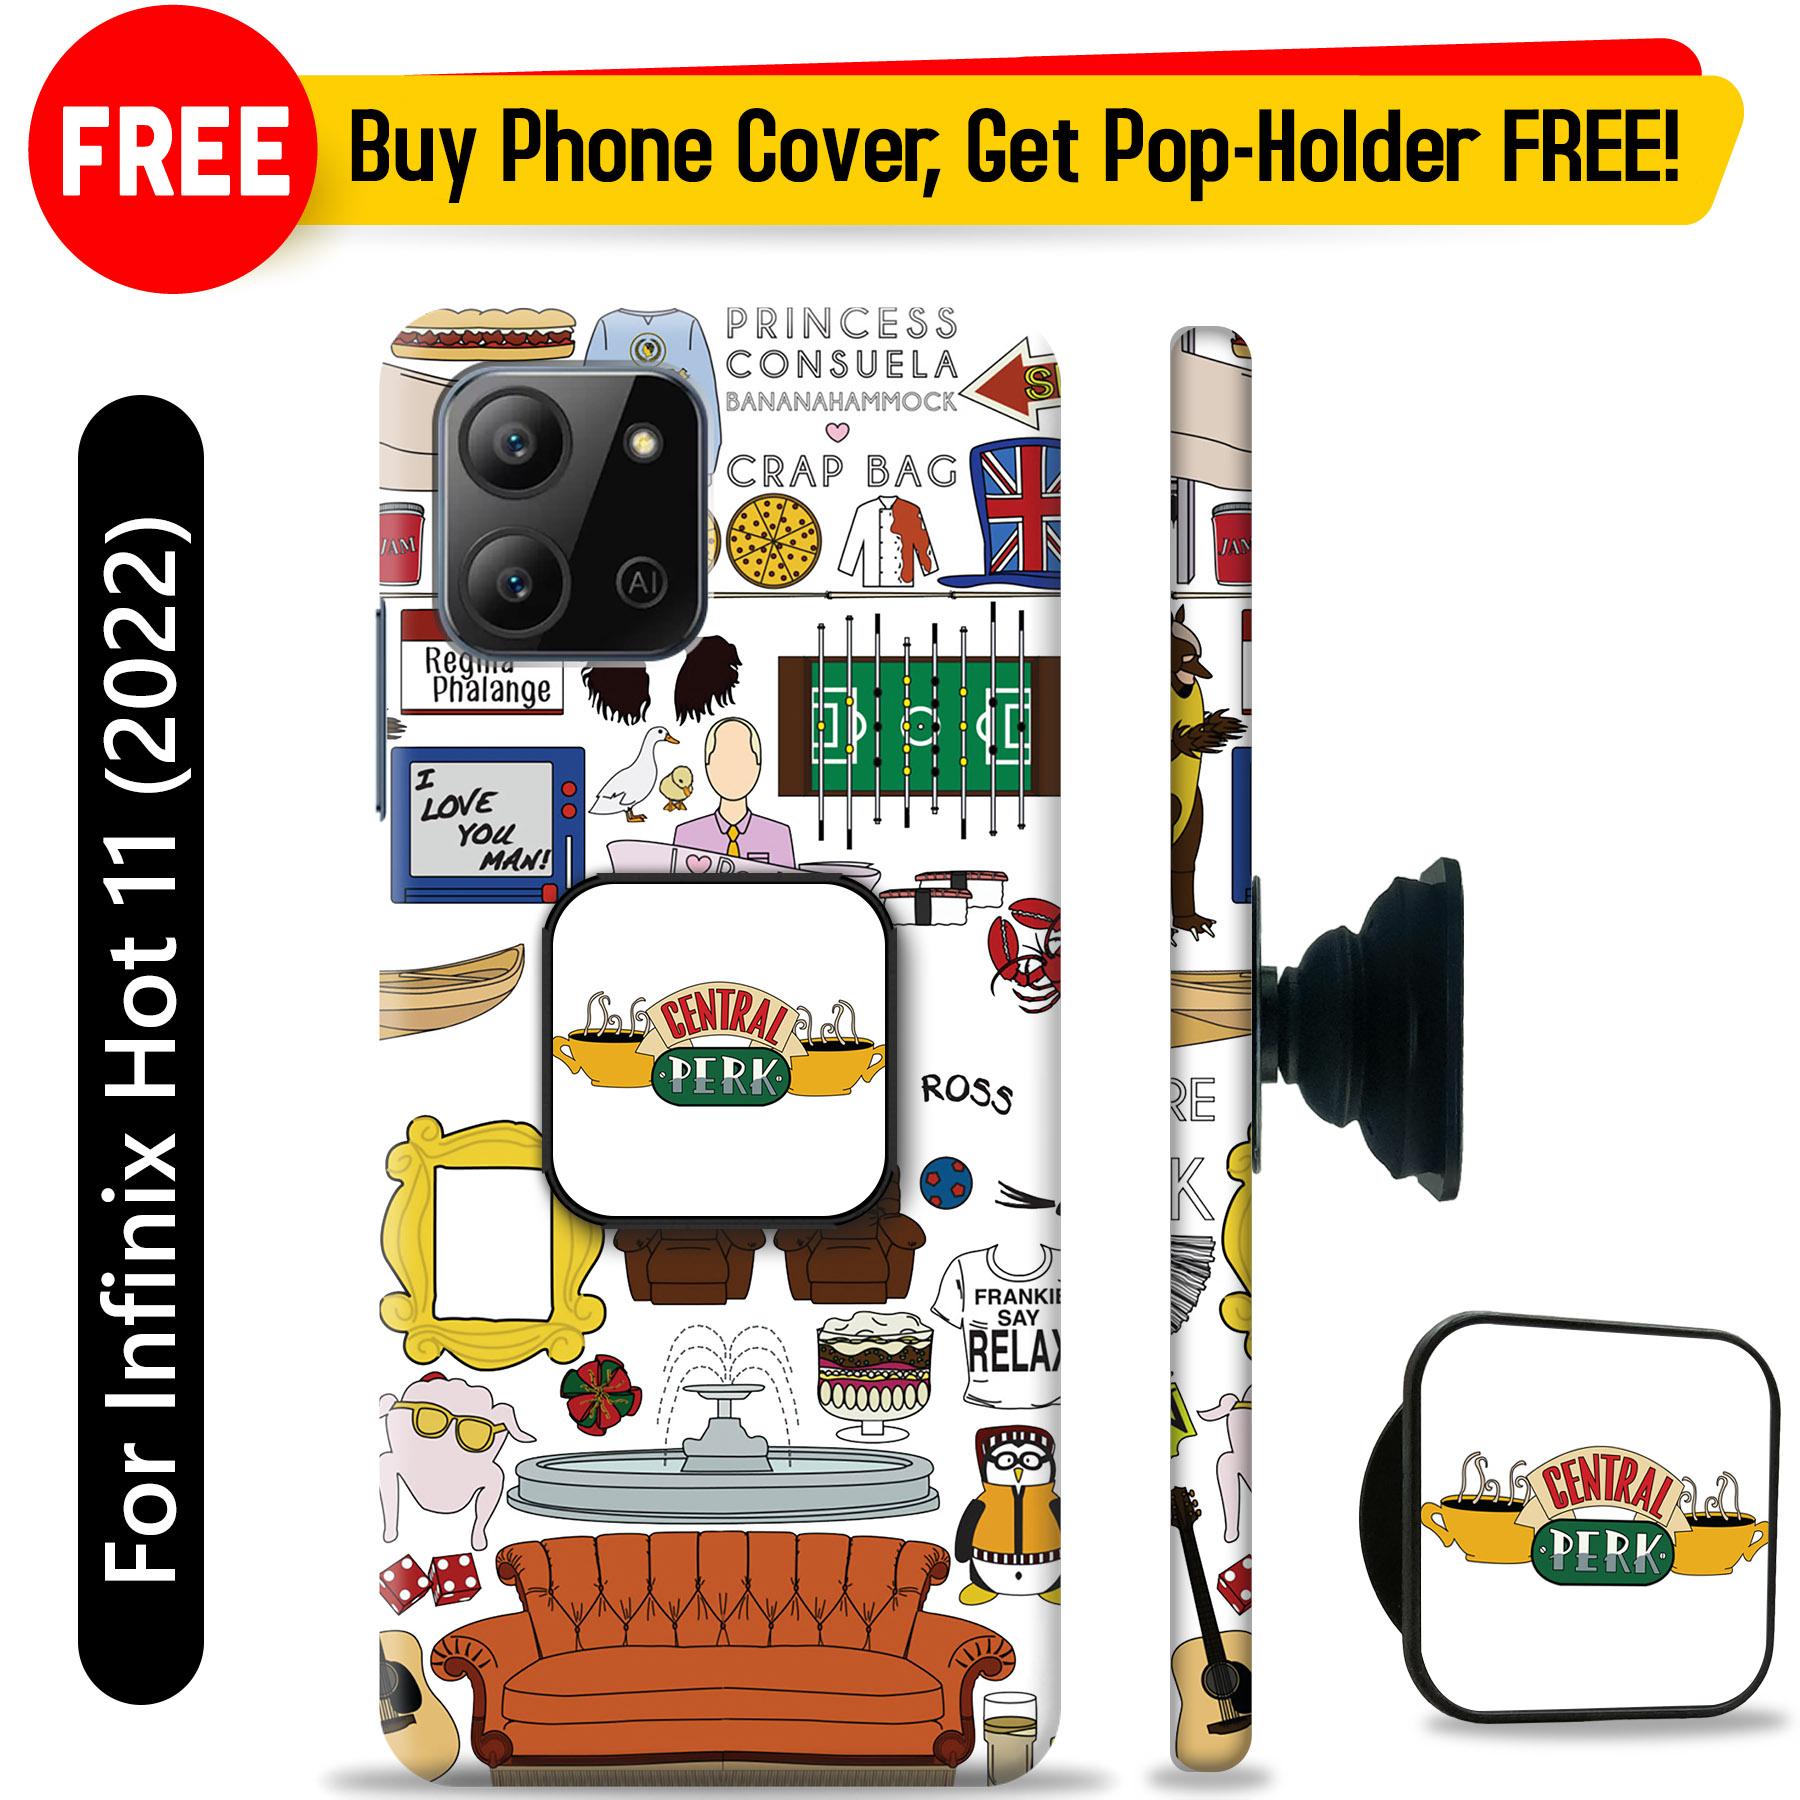 FREE
Buy Phone Cover, Get Pop-Holder FREE!
For Infinix Hot 11 (2022)
PRINCESS
CONSUELA
BANANAHAMMOCK
CRAP BAG
AI
JAM
Regina
Phalange
I
LOVE
YOU
MAN!
CENTRAL
PERK
ROSS
FRANKIE
SAY
RELAX
RE
K
CENTRAL
PERK